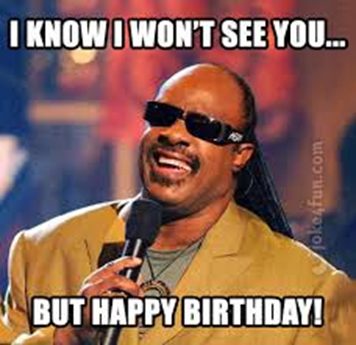 I KNOW I WON'T SEE YOU...
joke4fun.com
BUT HAPPY BIRTHDAY!